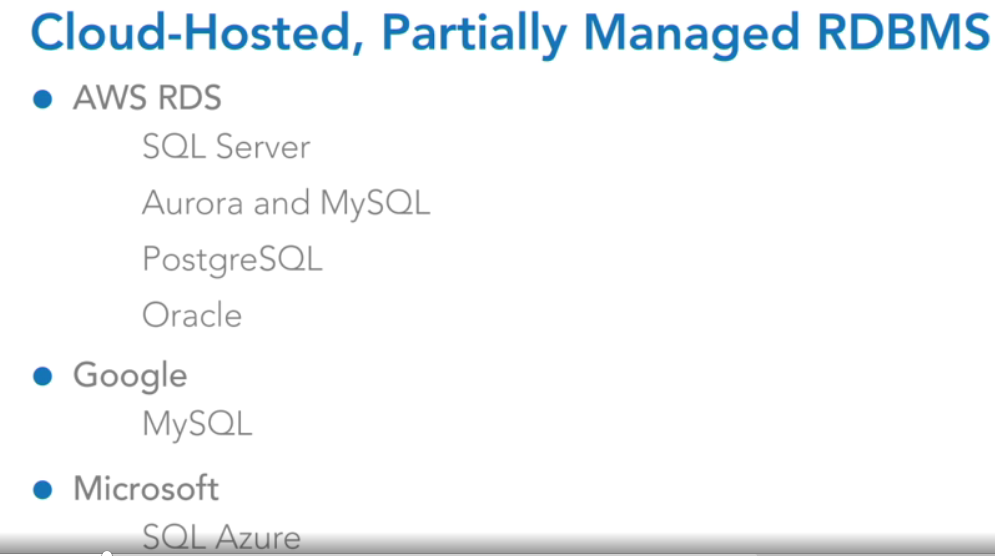 Cloud-Hosted, Partially Managed RDBMS
AWS RDS
SQL Server
Aurora and MySQL
PostgreSQL
Oracle
Google
MySQL
Microsoft
SQL Azure